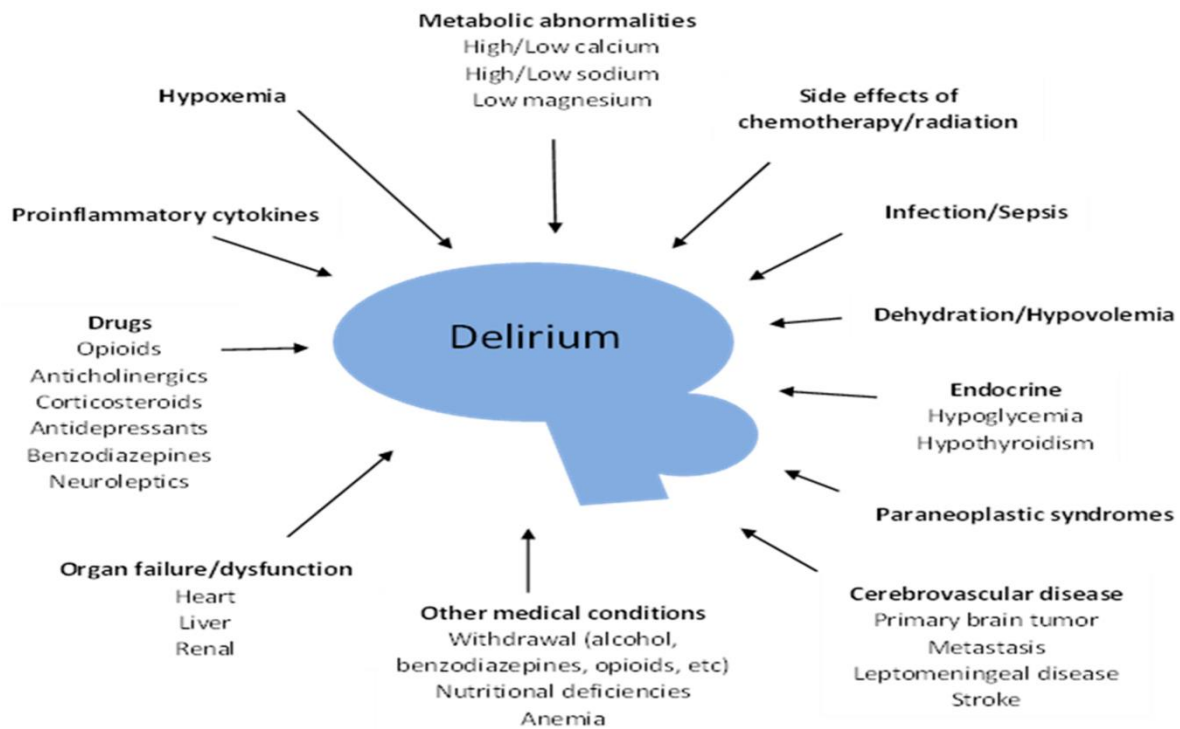 Metabolic abnormalities
High/Low calcium
High/Low sodium
Low magnesium
Hypoxemia
Side effects of
chemotherapy/radiation
Proinflammatory cytokines
Infection/Sepsis
Delirium
Dehydration/Hypovolemia
Drugs
Opioids
Anticholinergics
Corticosteroids
Antidepressants
Benzodiazepines
Neuroleptics
Endocrine
Hypoglycemia
Hypothyroidism
Paraneoplastic syndromes
Organ failure/dysfunction
Heart
Liver
Renal
Other medical conditions
Withdrawal (alcohol,
benzodiazepines, opioids, etc)
Nutritional deficiencies
Anemia
Cerebrovascular disease
Primary brain tumor
Metastasis
Leptomeningeal disease
Stroke